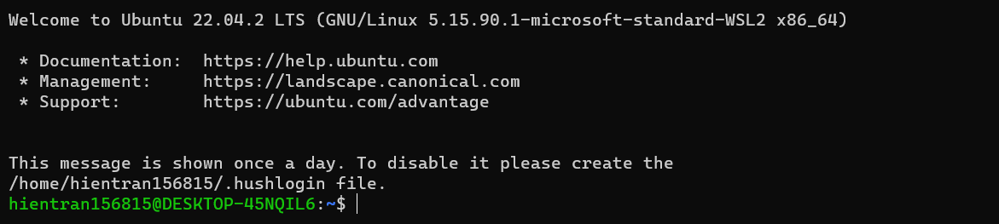 Welcome to Ubuntu 22.04.2 LTS (GNU/Linux 5.15.90.1-microsoft-standard-WSL2 x86_64)
* Documentation:  https://help.ubuntu.com
* Management:     https://landscape.canonical.com
* Support:        https://ubuntu.com/advantage
This message is shown once a day. To disable it please create the
/home/hientran156815/.hushlogin file.
hientran156815@DESKTOP-45NQIL6:~$